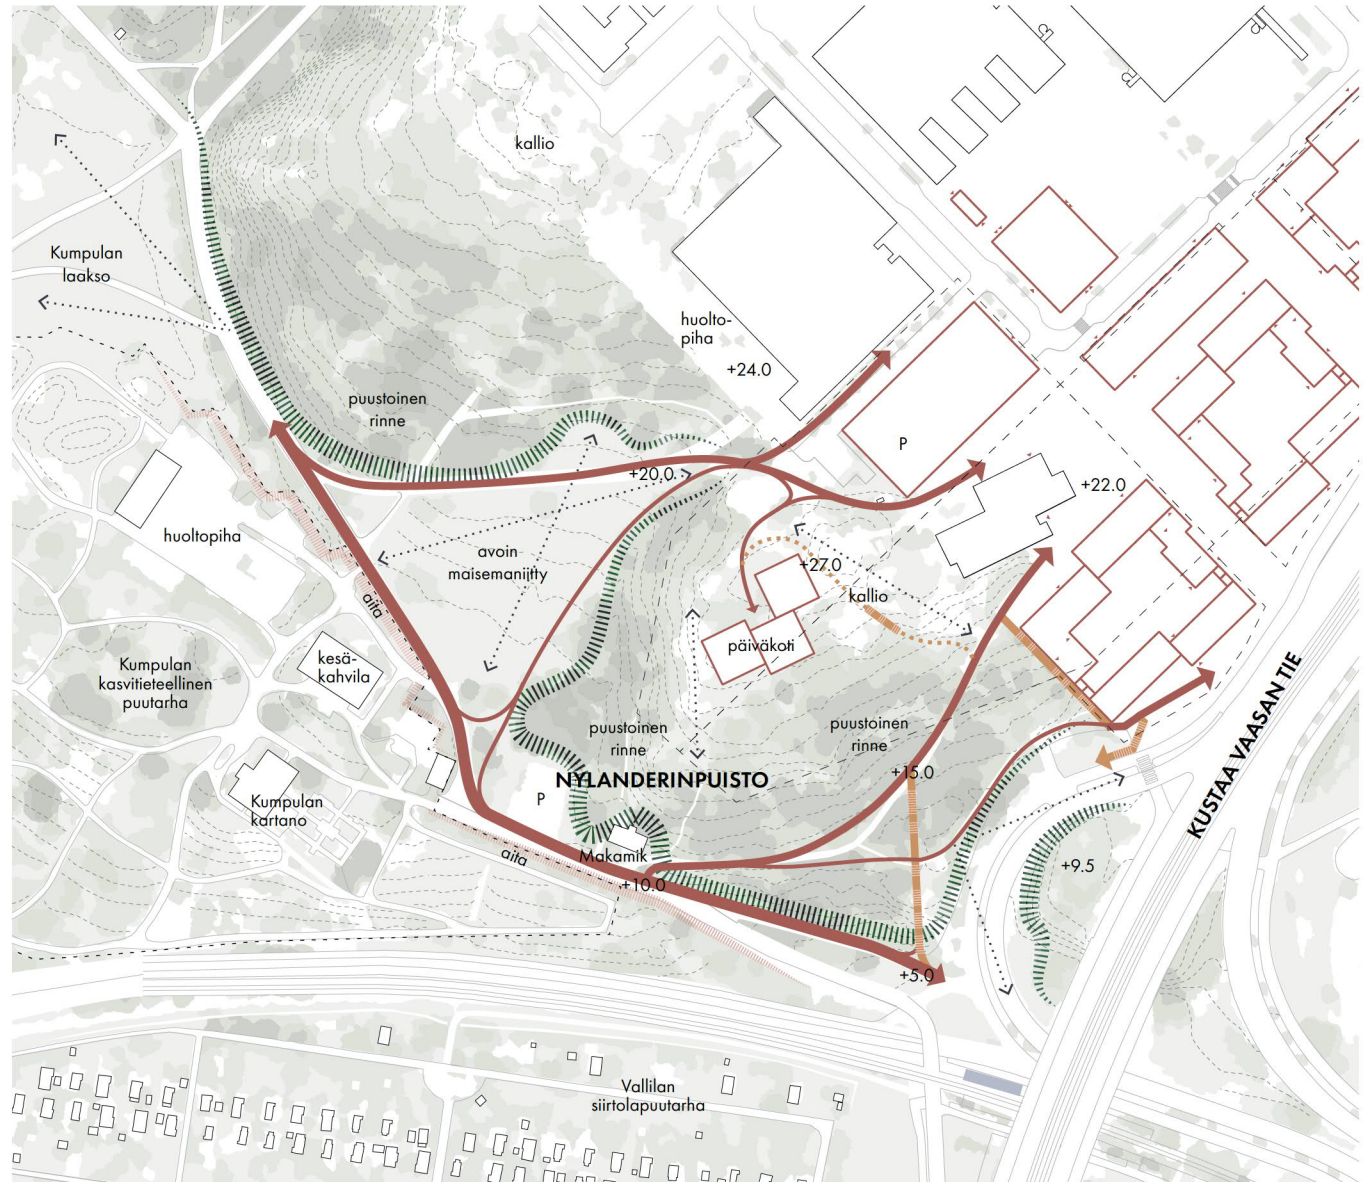 kallio
Kumpulan
laakso
huolto-
piha
+24.0
puustoinen
rinne
P
+20.0
+22.0
huoltopiha
avoin
maisemaniitty
+27.0
kallio
aita
päiväkoti
kesä-
kahvila
Kumpulan
kasvitieteellinen
puutarha
puustoinen
rinne
puustoinen
rinne
+15.0
NYLANDERINPUISTO
P
KUSTAA VAASAN TIE
Kumpulan
kartano
aita
Makamik
+10.0
+9.5
+5.0
Vallilan
siirtolapuutarha